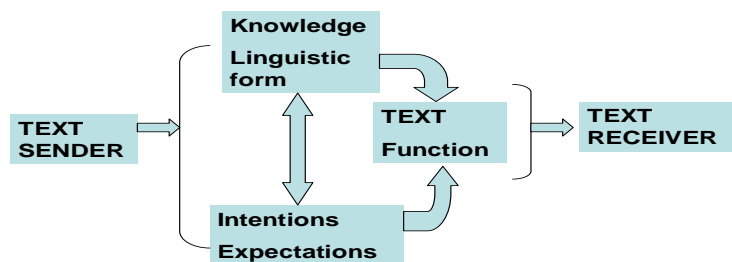 TEXT
SENDER
Knowledge
Linguistic
form
Intentions
Expectations
TEXT
Function
TEXT
RECEIVER